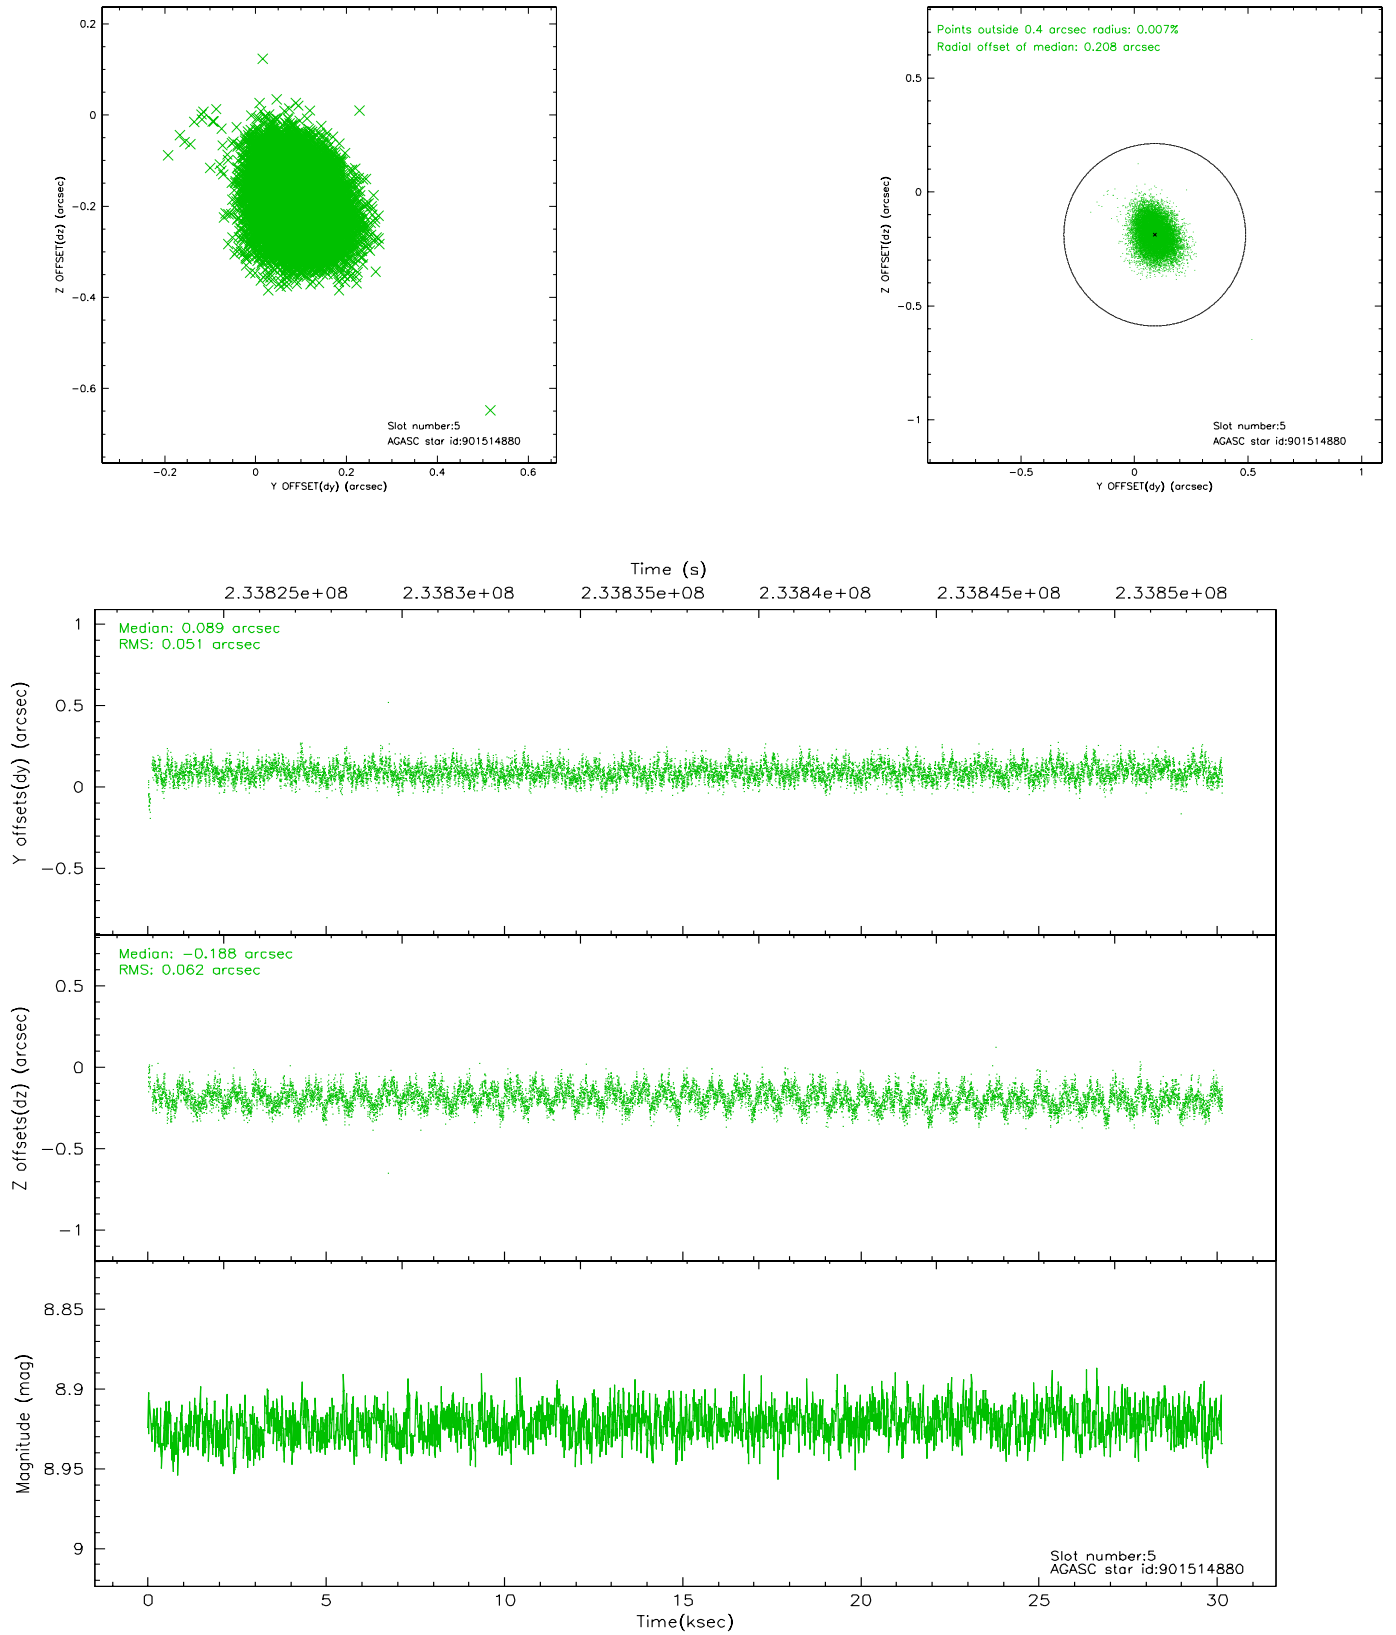 0.2
0
−0.2
−0.4
−0.6
Z OFFSET(dz) (arcsec)
Slot number:5
AGASC star id:901514880
−0.2 0 0.2 0.4 0.6
Y OFFSET(dy) (arcsec)
Points outside 0.4 arcsec radius: 0.007%
Radial offset of median: 0.208 arcsec
0.5
0
−0.5
−1
Z OFFSET(dz) (arcsec)
Slot number:5
AGASC star id:901514880
−0.5 0 0.5 1
Y OFFSET(dy) (arcsec)
Time (s)
2.33825e+08 2.3383e+08 2.33835e+08 2.3384e+08 2.33845e+08 2.3385e+08
Median: 0.089 arcsec
RMS: 0.051 arcsec
1
0.5
0
−0.5
Y offsets(dy) (arcsec)
Median: −0.188 arcsec
RMS: 0.062 arcsec
0.5
0
−0.5
−1
Z offsets(dz) (arcsec)
8.85
8.9
8.95
9
Magnitude (mag)
Slot number:5
AGASC star id:901514880
0 5 10 15 20 25 30
Time(ksec)